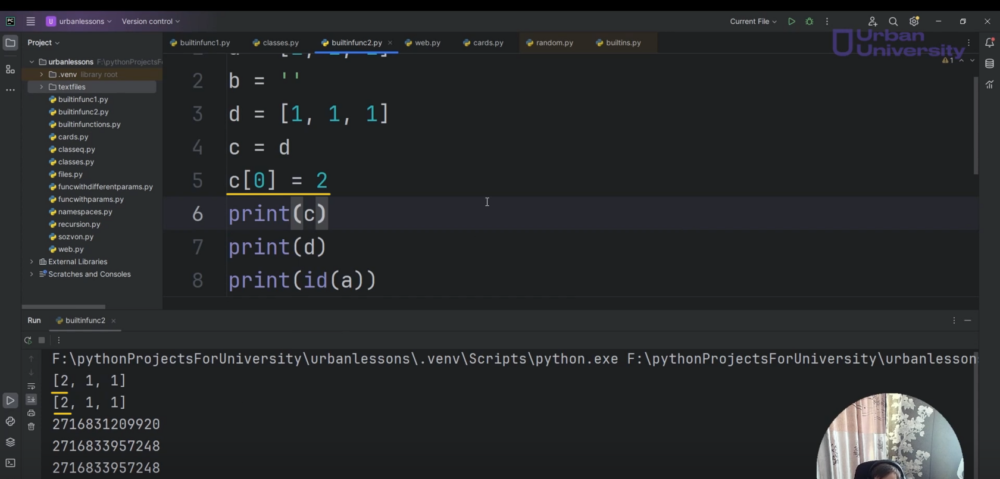 PC
U urbanlessons
Version control
Current File
Urban
University
Project
builtinfunc1.py
classes.py
builtinfunc2.py
web.py
cards.py
random.py
builtins.py
urbanlessons F:\pythonProjectsF
.venv library root
textfiles
builtinfunc1.py
builtinfunc2.py
builtinfunctions.py
cards.py
classeq.py
classes.py
files.py
funcwithdifferentparams.py
funcwithparams.py
namespaces.py
recursion.py
sozvon.py
web.py
External Libraries
Scratches and Consoles
1
2 b = ''
3 d = [1, 1, 1]
4 c = d
5 c[0] = 2
6 print(c)
7 print(d)
8 print(id(a))
Run
builtinfunc2
F:\pythonProjectsForUniversity\urbanlessons\.venv\Scripts\python.exe F:\pythonProjectsForUniversity\urbanlesson
[2, 1, 1]
[2, 1, 1]
2716831209920
2716833957248
2716833957248